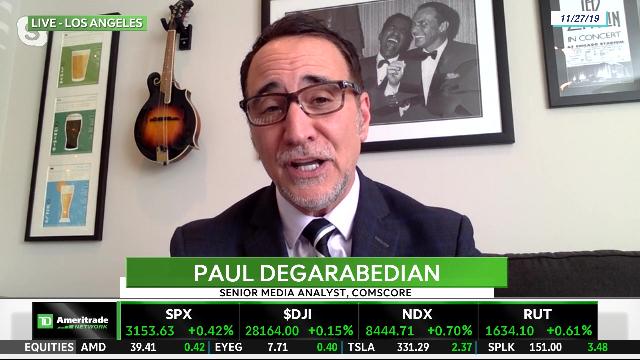 LIVE - LOS ANGELES
11/27/19
IN CONCERT
PAUL DEGARABEDIAN
SENIOR MEDIA ANALYST, COMSCORE
TD Ameritrade
NETWORK
SPX
3153.63 +0.42%
$DJI
28164.00 +0.15%
NDX
8444.71 +0.70%
RUT
1634.10 +0.61%
EQUITIES AMD 39.41 0.42 EYEG 7.71 0.40 TSLA 331.29 2.37 SPLK 151.00 3.48